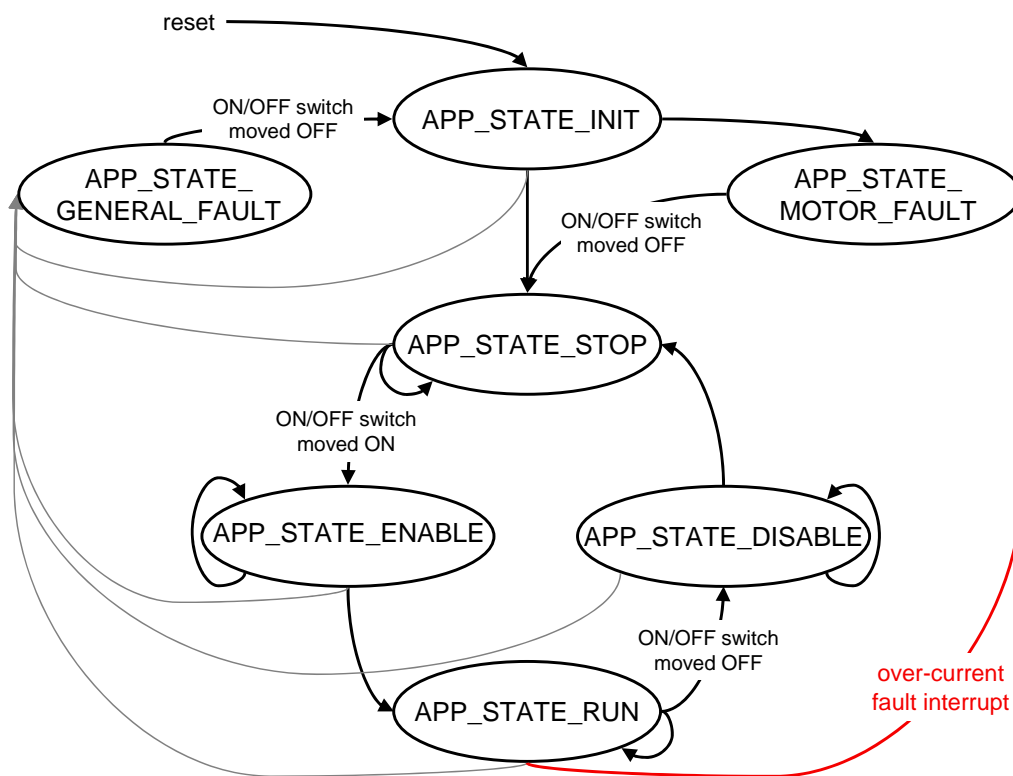 reset
ON/OFF switch
moved OFF
APP_STATE_INIT
APP_STATE_
GENERAL_FAULT
APP_STATE_
MOTOR_FAULT
ON/OFF switch
moved OFF
APP_STATE_STOP
ON/OFF switch
moved ON
APP_STATE_ENABLE
APP_STATE_DISABLE
ON/OFF switch
moved OFF
over-current
fault interrupt
APP_STATE_RUN